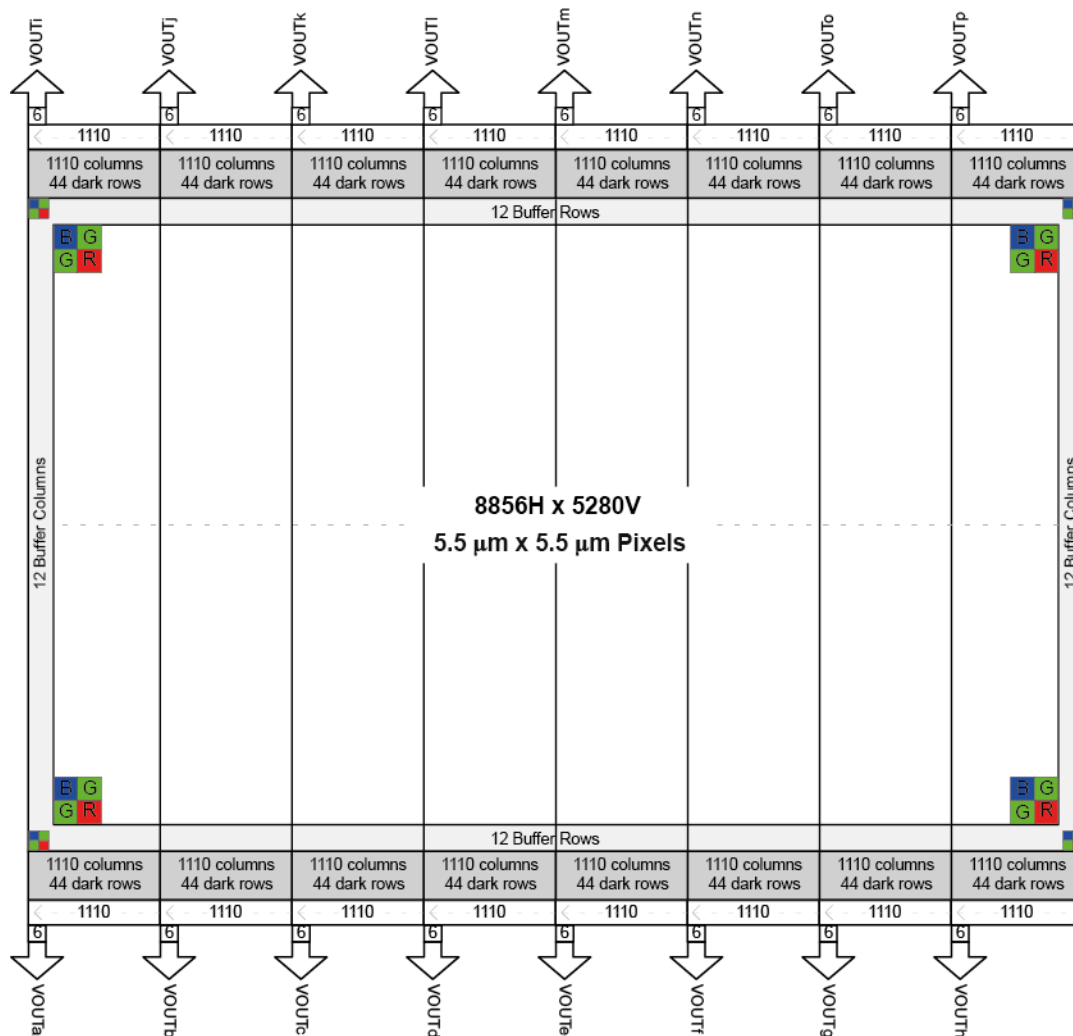 VOUTi VOUTj VOUTk VOUTl VOUTm VOUTn VOUTo VOUTp
6 6 6 6 6 6 6 6
1110 1110 1110 1110 1110 1110 1110 1110
1110 columns 1110 columns 1110 columns 1110 columns 1110 columns 1110 columns 1110 columns 1110 columns
44 dark rows 44 dark rows 44 dark rows 44 dark rows 44 dark rows 44 dark rows 44 dark rows 44 dark rows
12 Buffer Rows
B G B G
G R G R
12 Buffer Columns
8856H x 5280V
5.5 μm x 5.5 μm Pixels
12 Buffer Columns
B G B G
G R G R
12 Buffer Rows
1110 columns 1110 columns 1110 columns 1110 columns 1110 columns 1110 columns 1110 columns 1110 columns
44 dark rows 44 dark rows 44 dark rows 44 dark rows 44 dark rows 44 dark rows 44 dark rows 44 dark rows
1110 1110 1110 1110 1110 1110 1110 1110
6 6 6 6 6 6 6 6
VOUTa VOUTb VOUTc VOUTd VOUTe VOUTf VOUTg VOUTh